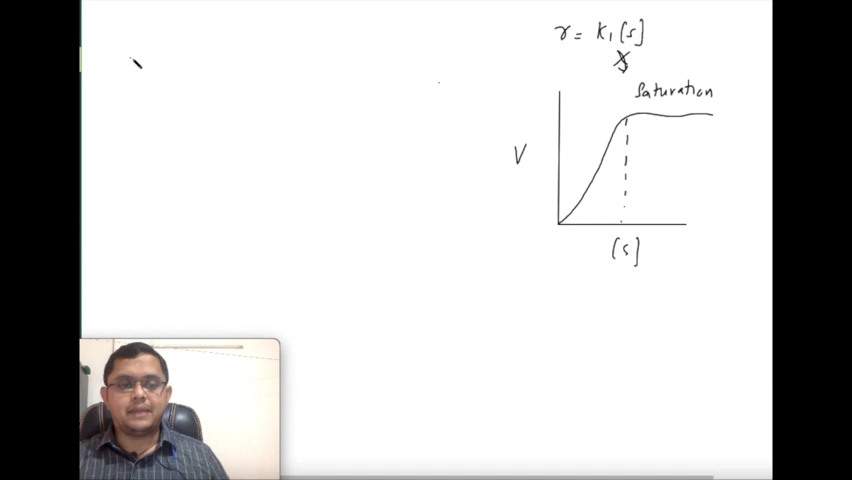 r = K₁[s]
Saturation
V
[s]